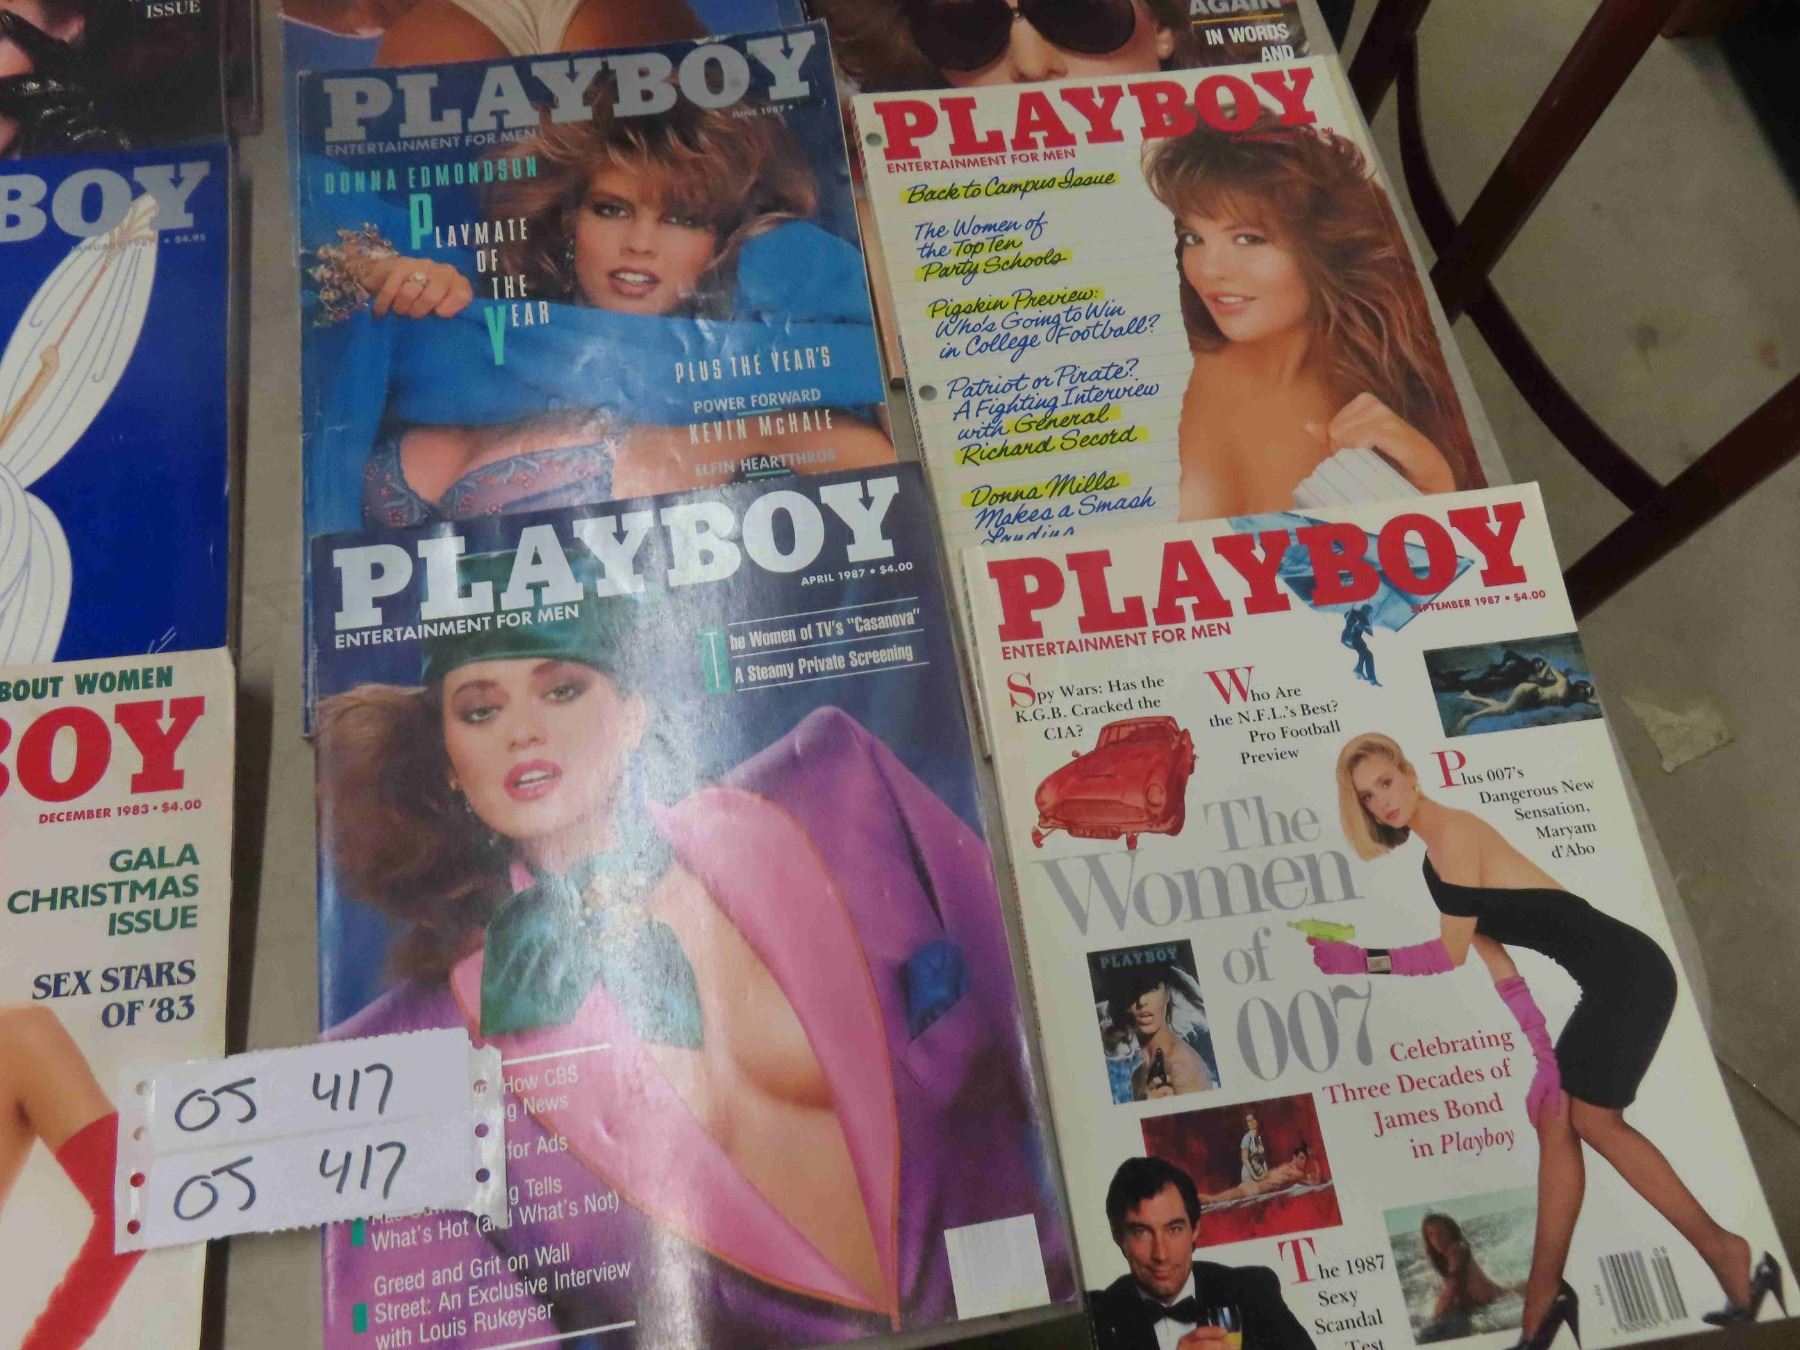 ISSUE
AGAIN
IN WORDS
AND
BOY
JANUARY 1987 • $4.95
PLAYBOY
JUNE 1987 •
ENTERTAINMENT FOR MEN
DONNA EDMONDSON
PLAYMATE
OF
THE
YEAR
PLUS THE YEAR'S
POWER FORWARD
KEVIN McHALE
ELFIN HEARTTHROB
PLAYBOY
ENTERTAINMENT FOR MEN
Back to Campus Issue
The Women of
the Top Ten
Party Schools
Pigskin Preview:
Who's Going to Win
in College Football?
Patriot or Pirate?
A Fighting Interview
with General
Richard Secord
Donna Mills
Makes a Smash
Landing
BOUT WOMEN
BOY
DECEMBER 1983 • $4.00
GALA
CHRISTMAS
ISSUE
SEX STARS
OF '83
OJ 417
OJ 417
PLAYBOY
APRIL 1987 • $4.00
ENTERTAINMENT FOR MEN
The Women of TV's "Casanova"
A Steamy Private Screening
How CBS
g News
for Ads
g Tells
What's Hot (and What's Not)
Greed and Grit on Wall
Street: An Exclusive Interview
with Louis Rukeyser
PLAYBOY
SEPTEMBER 1987 • $4.00
ENTERTAINMENT FOR MEN
Spy Wars: Has the
K.G.B. Cracked the
CIA?
Who Are
the N.F.L.'s Best?
Pro Football
Preview
Plus 007's
Dangerous New
Sensation,
Maryam
d'Abo
The
Women
of
007
PLAYBOY
Celebrating
Three Decades of
James Bond
in Playboy
The 1987
Sexy
Scandal
Test